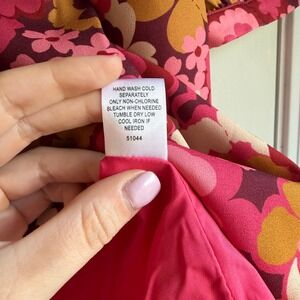 HAND WASH COLD
SEPARATELY
ONLY NON-CHLORINE
BLEACH WHEN NEEDED
TUMBLE DRY LOW
COOL IRON IF
NEEDED
51044